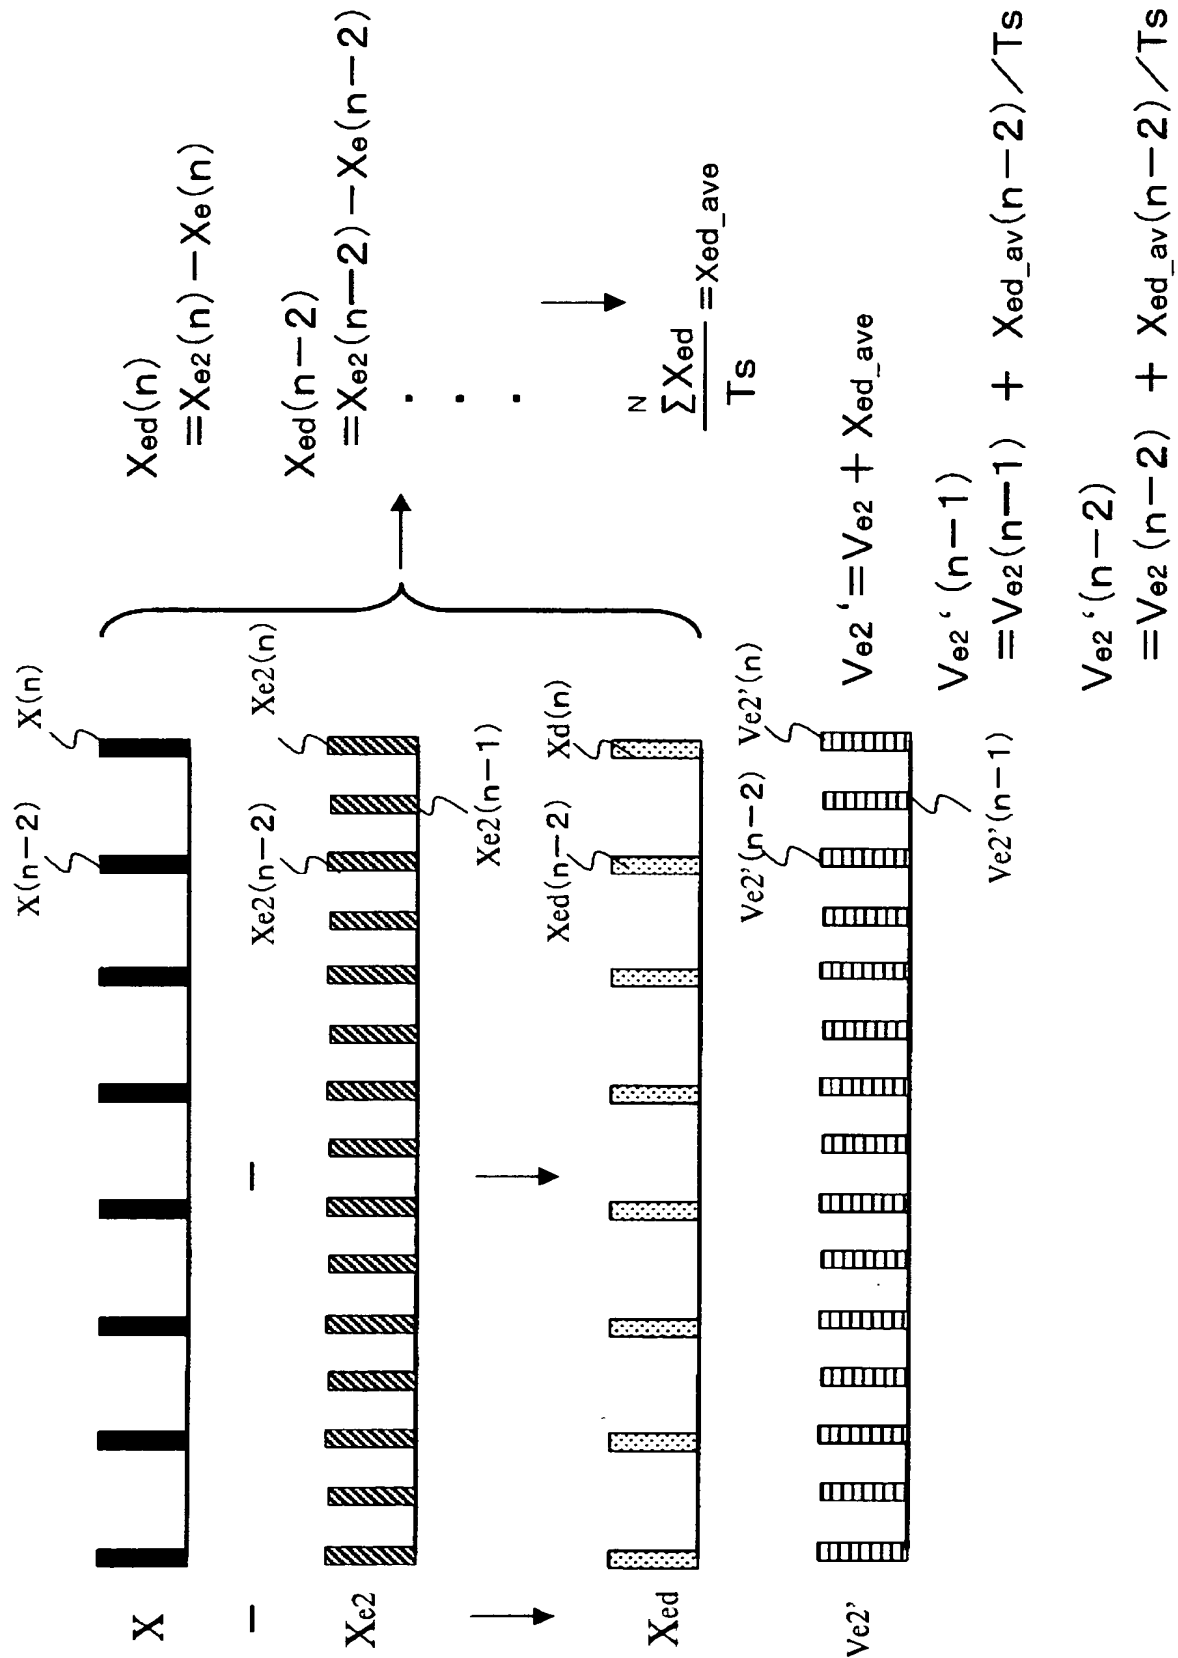 X
X(n-2)
X(n)
−
−
Xe2
Xe2(n-2)
Xe2(n)
Xe2(n-1)
Xed
Xed(n-2)
Xd(n)
Ve2'
Ve2'(n-2)
Ve2'(n)
Ve2'(n-1)
Xed(n)
=Xe2(n)−Xe(n)
Xed(n−2)
=Xe2(n−2)−Xe(n−2)
· · ·
N
ΣXed
Ts
=Xed_ave
Ve2‘=Ve2+Xed_ave
Ve2‘(n−1)
=Ve2(n−1) + Xed_av(n−2)/Ts
Ve2‘(n−2)
=Ve2(n−2) + Xed_av(n−2)/Ts